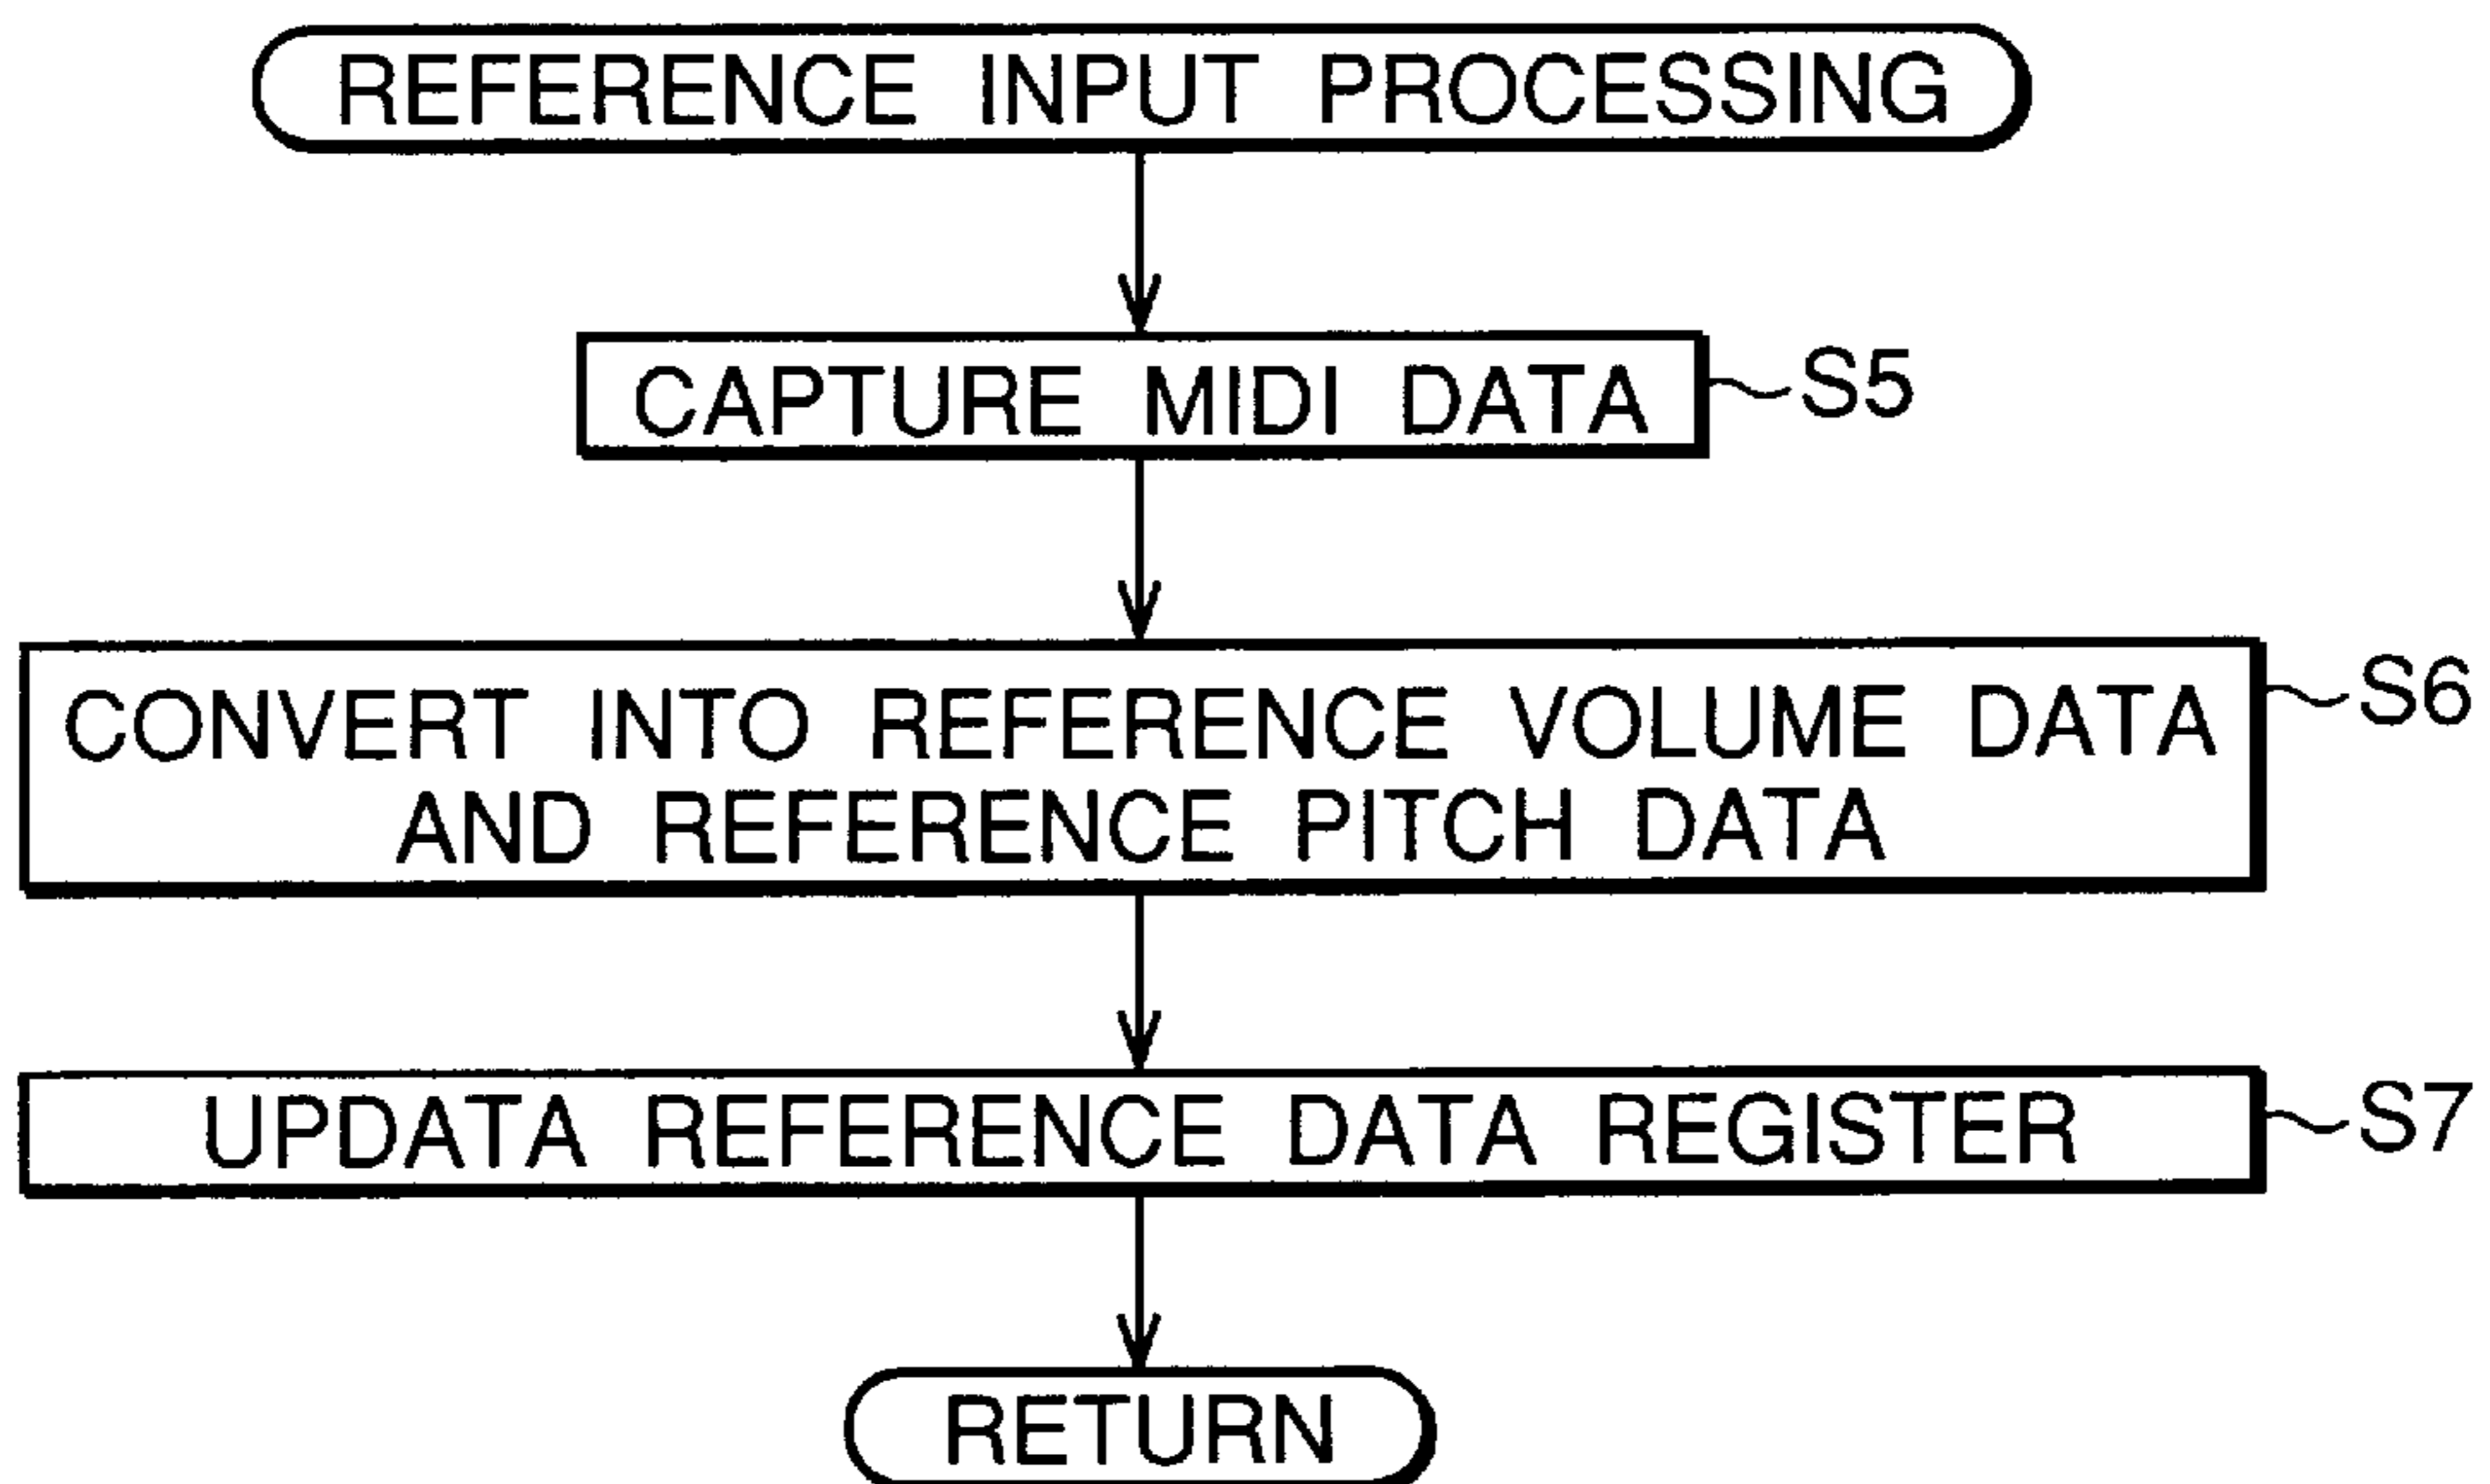 REFERENCE INPUT PROCESSING
CAPTURE MIDI DATA
S5
CONVERT INTO REFERENCE VOLUME DATA
AND REFERENCE PITCH DATA
S6
UPDATA REFERENCE DATA REGISTER
S7
RETURN